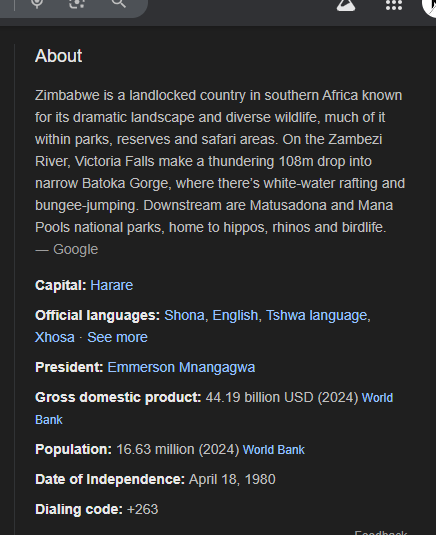 About
Zimbabwe is a landlocked country in southern Africa known
for its dramatic landscape and diverse wildlife, much of it
within parks, reserves and safari areas. On the Zambezi
River, Victoria Falls make a thundering 108m drop into
narrow Batoka Gorge, where there's white-water rafting and
bungee-jumping. Downstream are Matusadona and Mana
Pools national parks, home to hippos, rhinos and birdlife.
— Google
Capital: Harare
Official languages: Shona, English, Tshwa language,
Xhosa · See more
President: Emmerson Mnangagwa
Gross domestic product: 44.19 billion USD (2024) World
Bank
Population: 16.63 million (2024) World Bank
Date of Independence: April 18, 1980
Dialing code: +263
Feedback